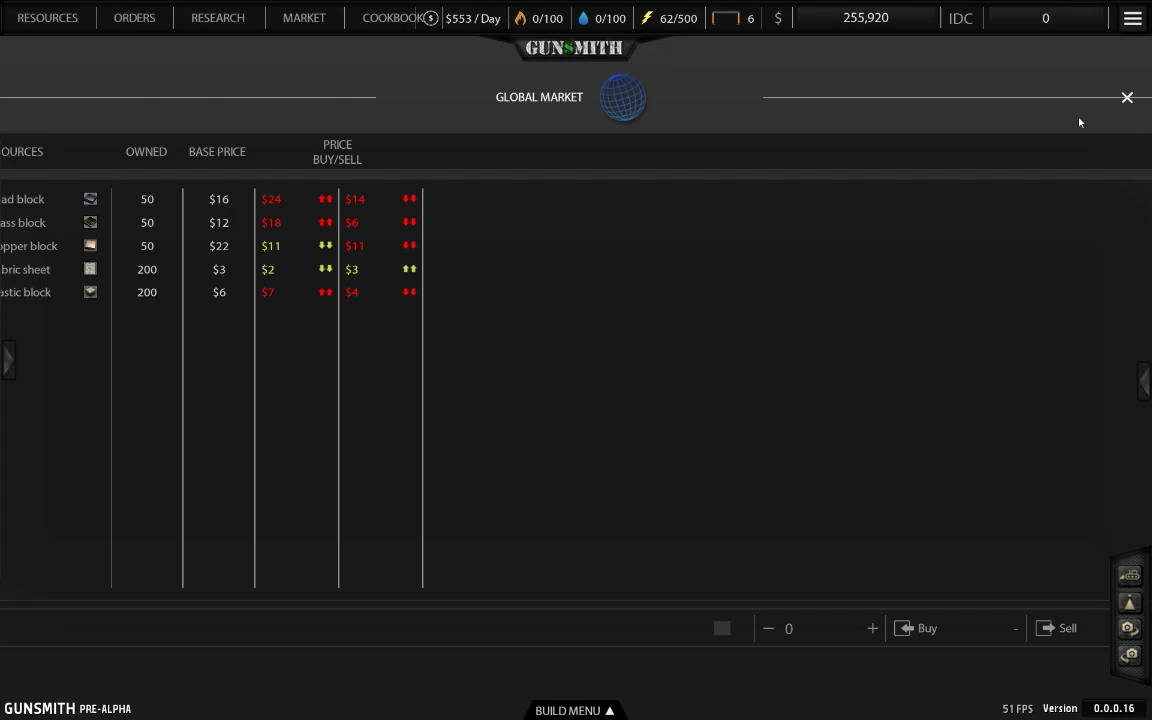 RESOURCES ORDERS RESEARCH MARKET COOKBOOK $ $553 / Day 0/100 0/100 62/500 6 $ 255,920 IDC 0
GUN$MITH
GLOBAL MARKET
OURCES OWNED BASE PRICE PRICE
BUY/SELL
ad block 50 $16 $24 $14
ass block 50 $12 $18 $6
opper block 50 $22 $11 $11
bric sheet 200 $3 $2 $3
astic block 200 $6 $7 $4
− 0 + Buy - Sell
GUNSMITH PRE-ALPHA BUILD MENU ▲ 51 FPS Version 0.0.0.16